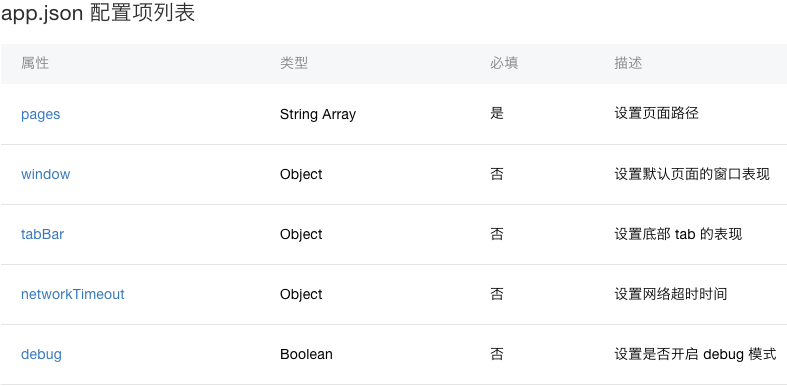 app.json 配置项列表
属性 类型 必填 描述
pages String Array 是 设置页面路径
window Object 否 设置默认页面的窗口表现
tabBar Object 否 设置底部 tab 的表现
networkTimeout Object 否 设置网络超时时间
debug Boolean 否 设置是否开启 debug 模式